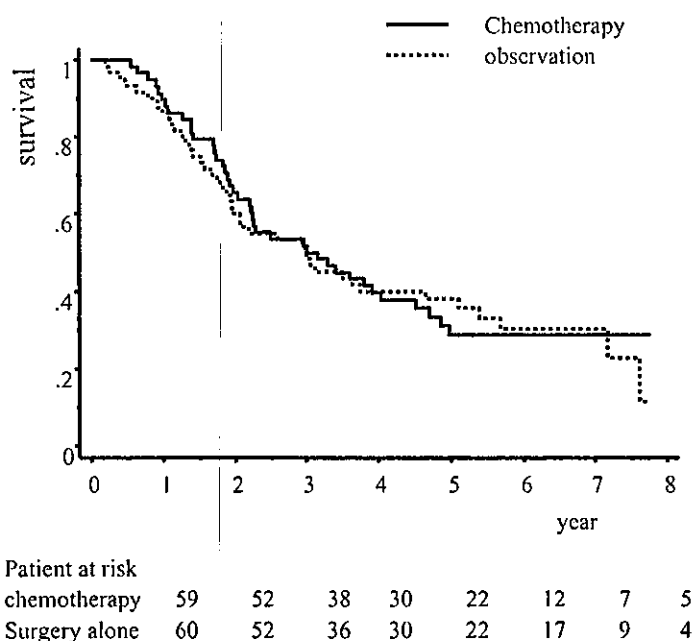 Chemotherapy
observation
survival
1
.8
.6
.4
.2
0
0 1 2 3 4 5 6 7 8
year
Patient at risk
chemotherapy 59 52 38 30 22 12 7 5
Surgery alone 60 52 36 30 22 17 9 4